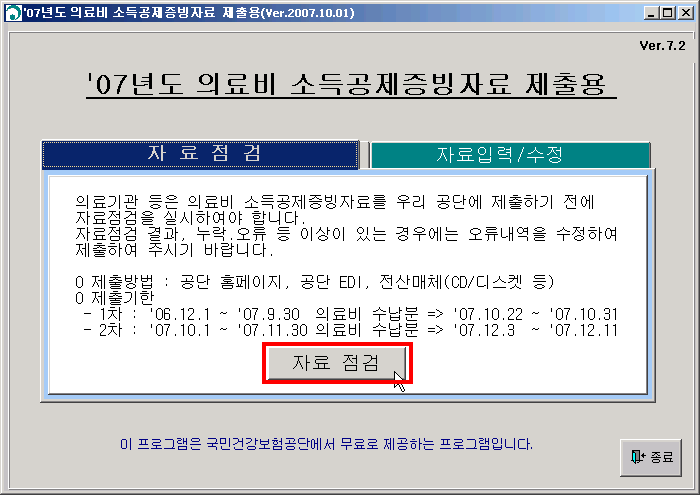 '07년도 의료비 소득공제증빙자료 제출용(Ver.2007.10.01)
Ver.7.2
'07년도 의료비 소득공제증빙자료 제출용
자 료 점 검
자료입력/수정
의료기관 등은 의료비 소득공제증빙자료를 우리 공단에 제출하기 전에
자료점검을 실시하여야 합니다.
자료점검 결과, 누락.오류 등 이상이 있는 경우에는 오류내역을 수정하여
제출하여 주시기 바랍니다.
O 제출방법 : 공단 홈페이지, 공단 EDI, 전산매체(CD/디스켓 등)
O 제출기한
- 1차 : '06.12.1 ~ '07.9.30 의료비 수납분 => '07.10.22 ~ '07.10.31
- 2차 : '07.10.1 ~ '07.11.30 의료비 수납분 => '07.12.3 ~ '07.12.11
자료 점검
이 프로그램은 국민건강보험공단에서 무료로 제공하는 프로그램입니다.
종료